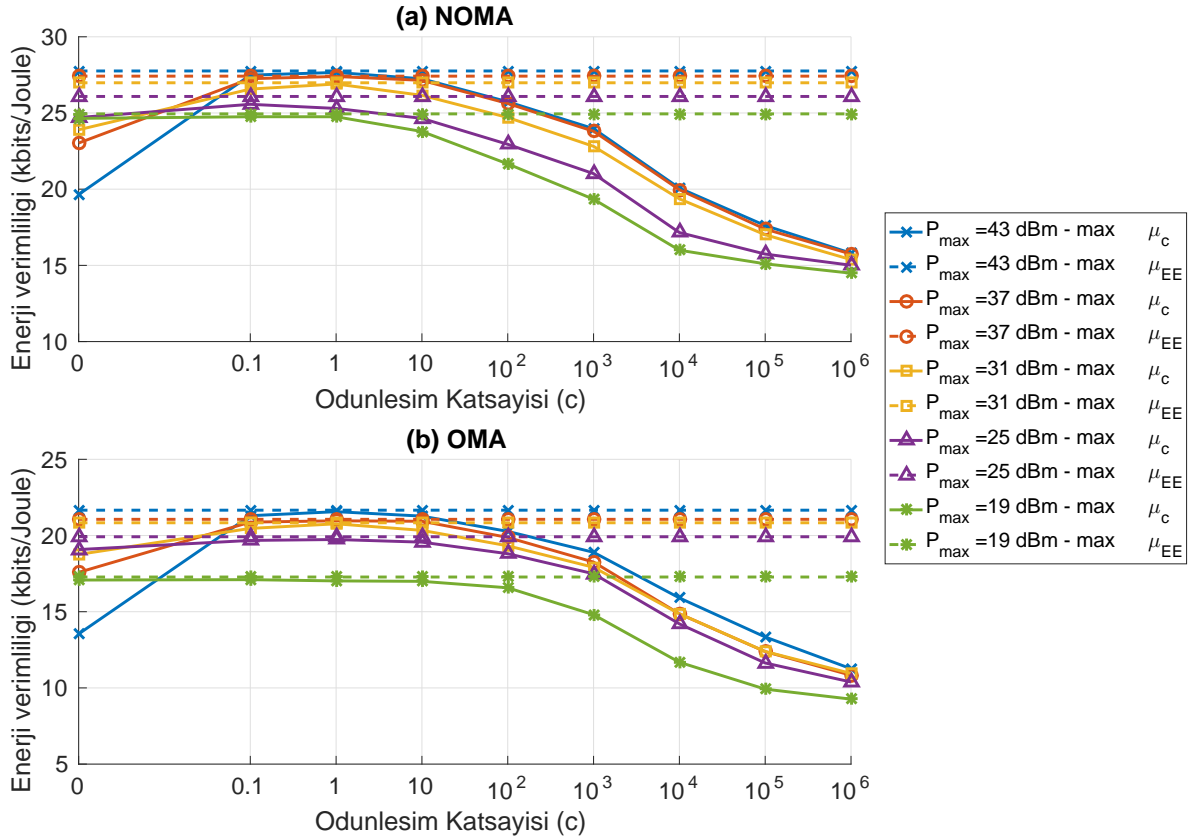 (a) NOMA
30
25
20
15
10
Enerji verimliligi (kbits/Joule)
0 0.1 1 10 10^2 10^3 10^4 10^5 10^6
Odunlesim Katsayisi (c)
(b) OMA
25
20
15
10
5
Enerji verimliligi (kbits/Joule)
0 0.1 1 10 10^2 10^3 10^4 10^5 10^6
Odunlesim Katsayisi (c)
P_max =43 dBm - max μ_c
P_max =43 dBm - max μ_EE
P_max =37 dBm - max μ_c
P_max =37 dBm - max μ_EE
P_max =31 dBm - max μ_c
P_max =31 dBm - max μ_EE
P_max =25 dBm - max μ_c
P_max =25 dBm - max μ_EE
P_max =19 dBm - max μ_c
P_max =19 dBm - max μ_EE